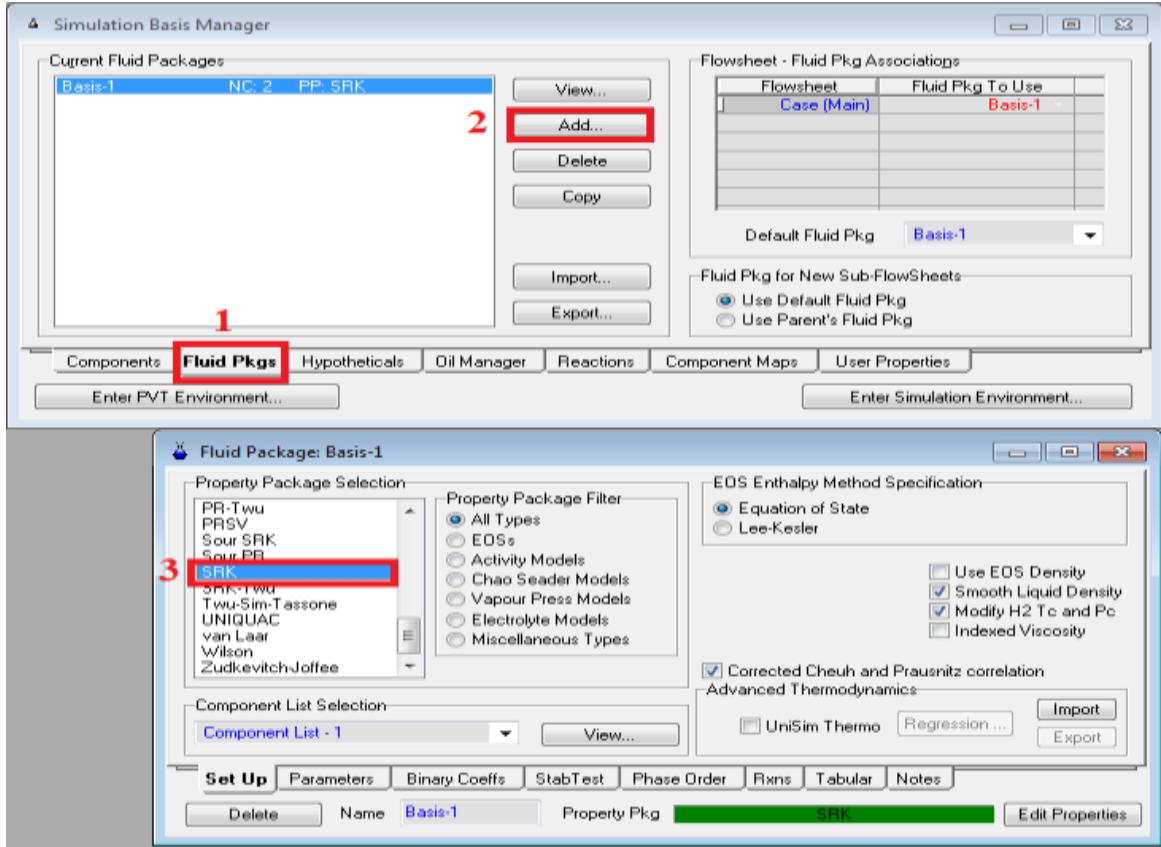 Simulation Basis Manager
Current Fluid Packages
Basis-1 NC: 2 PP: SRK
View...
2
Add...
Delete
Copy
Import...
Export...
Flowsheet - Fluid Pkg Associations
Flowsheet Fluid Pkg To Use
Case (Main) Basis-1
Default Fluid Pkg Basis-1
Fluid Pkg for New Sub-FlowSheets
Use Default Fluid Pkg
Use Parent's Fluid Pkg
1
Components Fluid Pkgs Hypotheticals Oil Manager Reactions Component Maps User Properties
Enter PVT Environment... Enter Simulation Environment...
Fluid Package: Basis-1
Property Package Selection
PR-Twu
PRSV
Sour SRK
Sour PR
3 SRK
SRK-Twu
Twu-Sim-Tassone
UNIQUAC
van Laar
Wilson
Zudkevitch-Joffee
Property Package Filter
All Types
EOSs
Activity Models
Chao Seader Models
Vapour Press Models
Electrolyte Models
Miscellaneous Types
EOS Enthalpy Method Specification
Equation of State
Lee-Kesler
Use EOS Density
Smooth Liquid Density
Modify H2 Tc and Pc
Indexed Viscosity
Corrected Cheuh and Prausnitz correlation
Component List Selection
Component List - 1 View...
Advanced Thermodynamics
UniSim Thermo Regression ... Import
Export
Set Up Parameters Binary Coeffs StabTest Phase Order Rxns Tabular Notes
Delete Name Basis-1 Property Pkg SRK Edit Properties